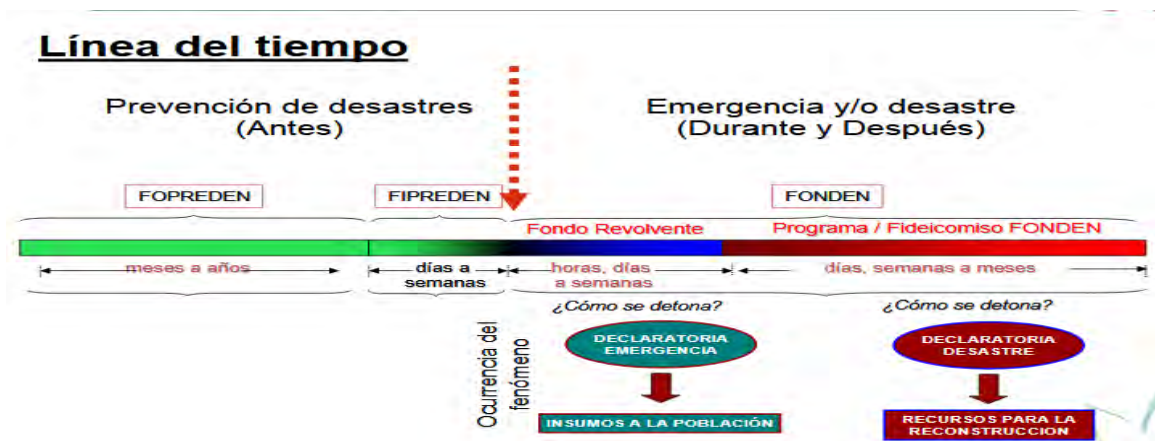 Línea del tiempo
Prevención de desastres
(Antes)
Emergencia y/o desastre
(Durante y Después)
FOPREDEN
FIPREDEN
FONDEN
Fondo Revolvente
Programa / Fideicomiso FONDEN
meses a años
días a
semanas
horas, días
a semanas
días, semanas a meses
¿Cómo se detona?
¿Cómo se detona?
Ocurrencia del
fenómeno
DECLARATORIA
EMERGENCIA
DECLARATORIA
DESASTRE
INSUMOS A LA POBLACIÓN
RECURSOS PARA LA
RECONSTRUCCION